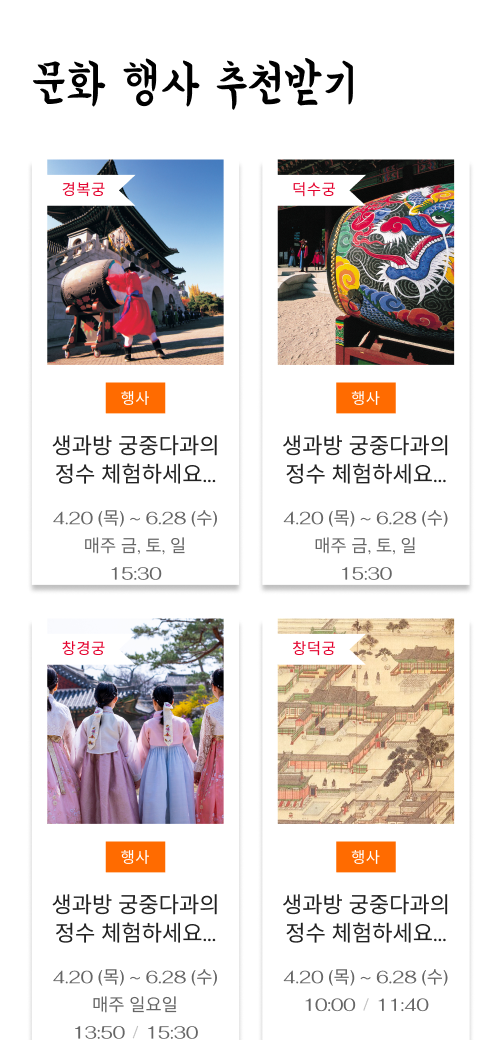 문화 행사 추천받기
경복궁
행사
생과방 궁중다과의
정수 체험하세요...
4.20 (목) ~ 6.28 (수)
매주 금, 토, 일
15:30
덕수궁
행사
생과방 궁중다과의
정수 체험하세요...
4.20 (목) ~ 6.28 (수)
매주 금, 토, 일
15:30
창경궁
행사
생과방 궁중다과의
정수 체험하세요...
4.20 (목) ~ 6.28 (수)
매주 일요일
13:50 / 15:30
창덕궁
행사
생과방 궁중다과의
정수 체험하세요...
4.20 (목) ~ 6.28 (수)
10:00 / 11:40